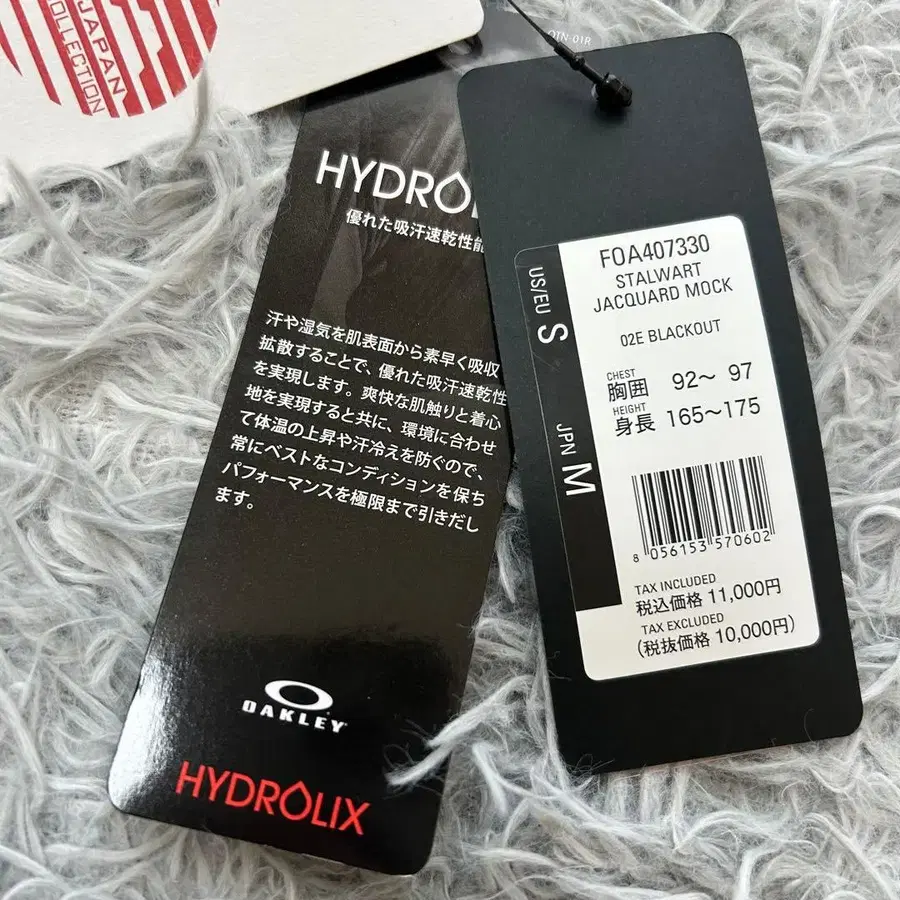 JAPAN
COLLECTION
HYDRO
優れた吸汗速乾性能
汗や湿気を肌表面から素早く吸収
拡散することで、優れた吸汗速乾性
を実現します。爽快な肌触りと着心
地を実現すると共に、環境に合わせ
て体温の上昇や汗冷えを防ぐので、
常にベストなコンディションを保ち
パフォーマンスを極限まで引きだし
ます。
OAKLEY
HYDROLIX
FOA407330
STALWART
JACQUARD MOCK
02E BLACKOUT
US/EU S
JPN M
CHEST
胸囲 92～ 97
HEIGHT
身長 165～175
8 056153 570602
TAX INCLUDED
税込価格 11,000円
TAX EXCLUDED
(税抜価格 10,000円)